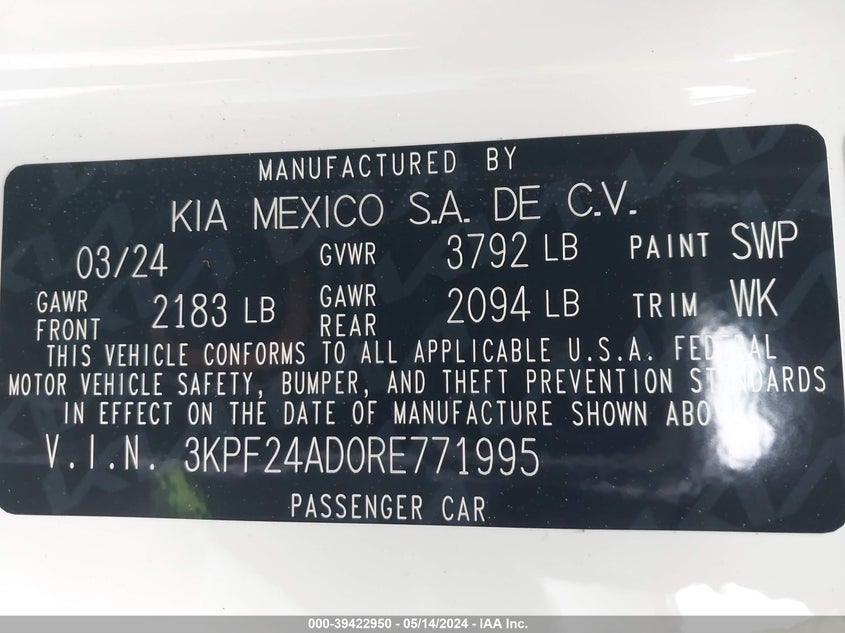 MANUFACTURED BY
KIA MEXICO S.A. DE C.V.
03/24 GVWR 3792 LB PAINT SWP
GAWR FRONT 2183 LB GAWR REAR 2094 LB TRIM WK
THIS VEHICLE CONFORMS TO ALL APPLICABLE U.S.A. FEDERAL
MOTOR VEHICLE SAFETY, BUMPER, AND THEFT PREVENTION STANDARDS
IN EFFECT ON THE DATE OF MANUFACTURE SHOWN ABOVE.
V.I.N. 3KPF24AD0RE771995
PASSENGER CAR
000-39422950 - 05/14/2024 - IAA Inc.